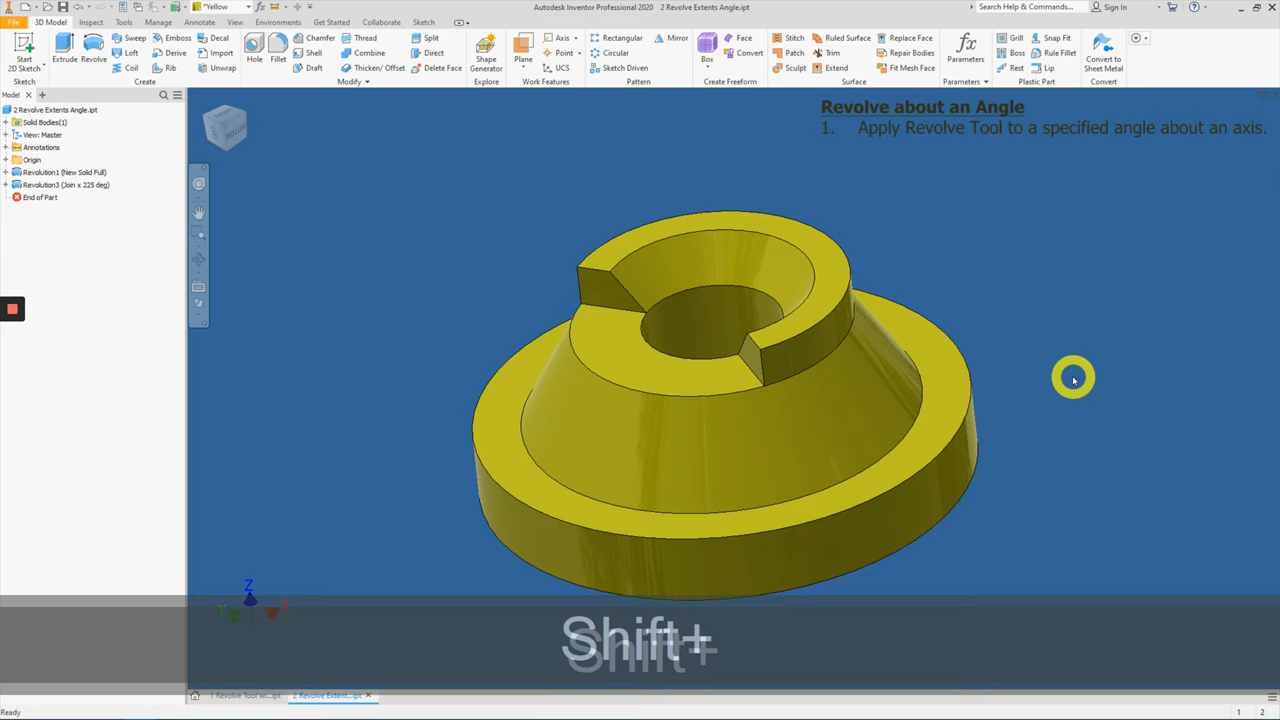 *Yellow
Autodesk Inventor Professional 2020   2 Revolve Extents Angle.ipt
Search Help & Commands...
Sign In
File
3D Model
Inspect
Tools
Manage
Annotate
View
Environments
Get Started
Collaborate
Sketch
Start
2D Sketch
Extrude
Revolve
Sweep
Emboss
Decal
Loft
Derive
Import
Coil
Rib
Unwrap
Hole
Fillet
Chamfer
Thread
Split
Shell
Combine
Direct
Draft
Thicken/ Offset
Delete Face
Shape
Generator
Plane
Axis
Point
UCS
Rectangular
Mirror
Circular
Sketch Driven
Box
Face
Convert
Stitch
Ruled Surface
Replace Face
Patch
Trim
Repair Bodies
Sculpt
Extend
Fit Mesh Face
fx
Parameters
Grill
Snap Fit
Boss
Rule Fillet
Rest
Lip
Convert to
Sheet Metal
Sketch
Create
Modify
Explore
Work Features
Pattern
Create Freeform
Surface
Parameters
Plastic Part
Convert
Model
2 Revolve Extents Angle.ipt
Solid Bodies(1)
View: Master
Annotations
Origin
Revolution1 (New Solid Full)
Revolution3 (Join x 225 deg)
End of Part
Revolve about an Angle
1. Apply Revolve Tool to a specified angle about an axis.
Z
Y
X
Shift+
Shift+
1 Revolve Tool wi...ipt
2 Revolve Extent...ipt
Ready
1
2